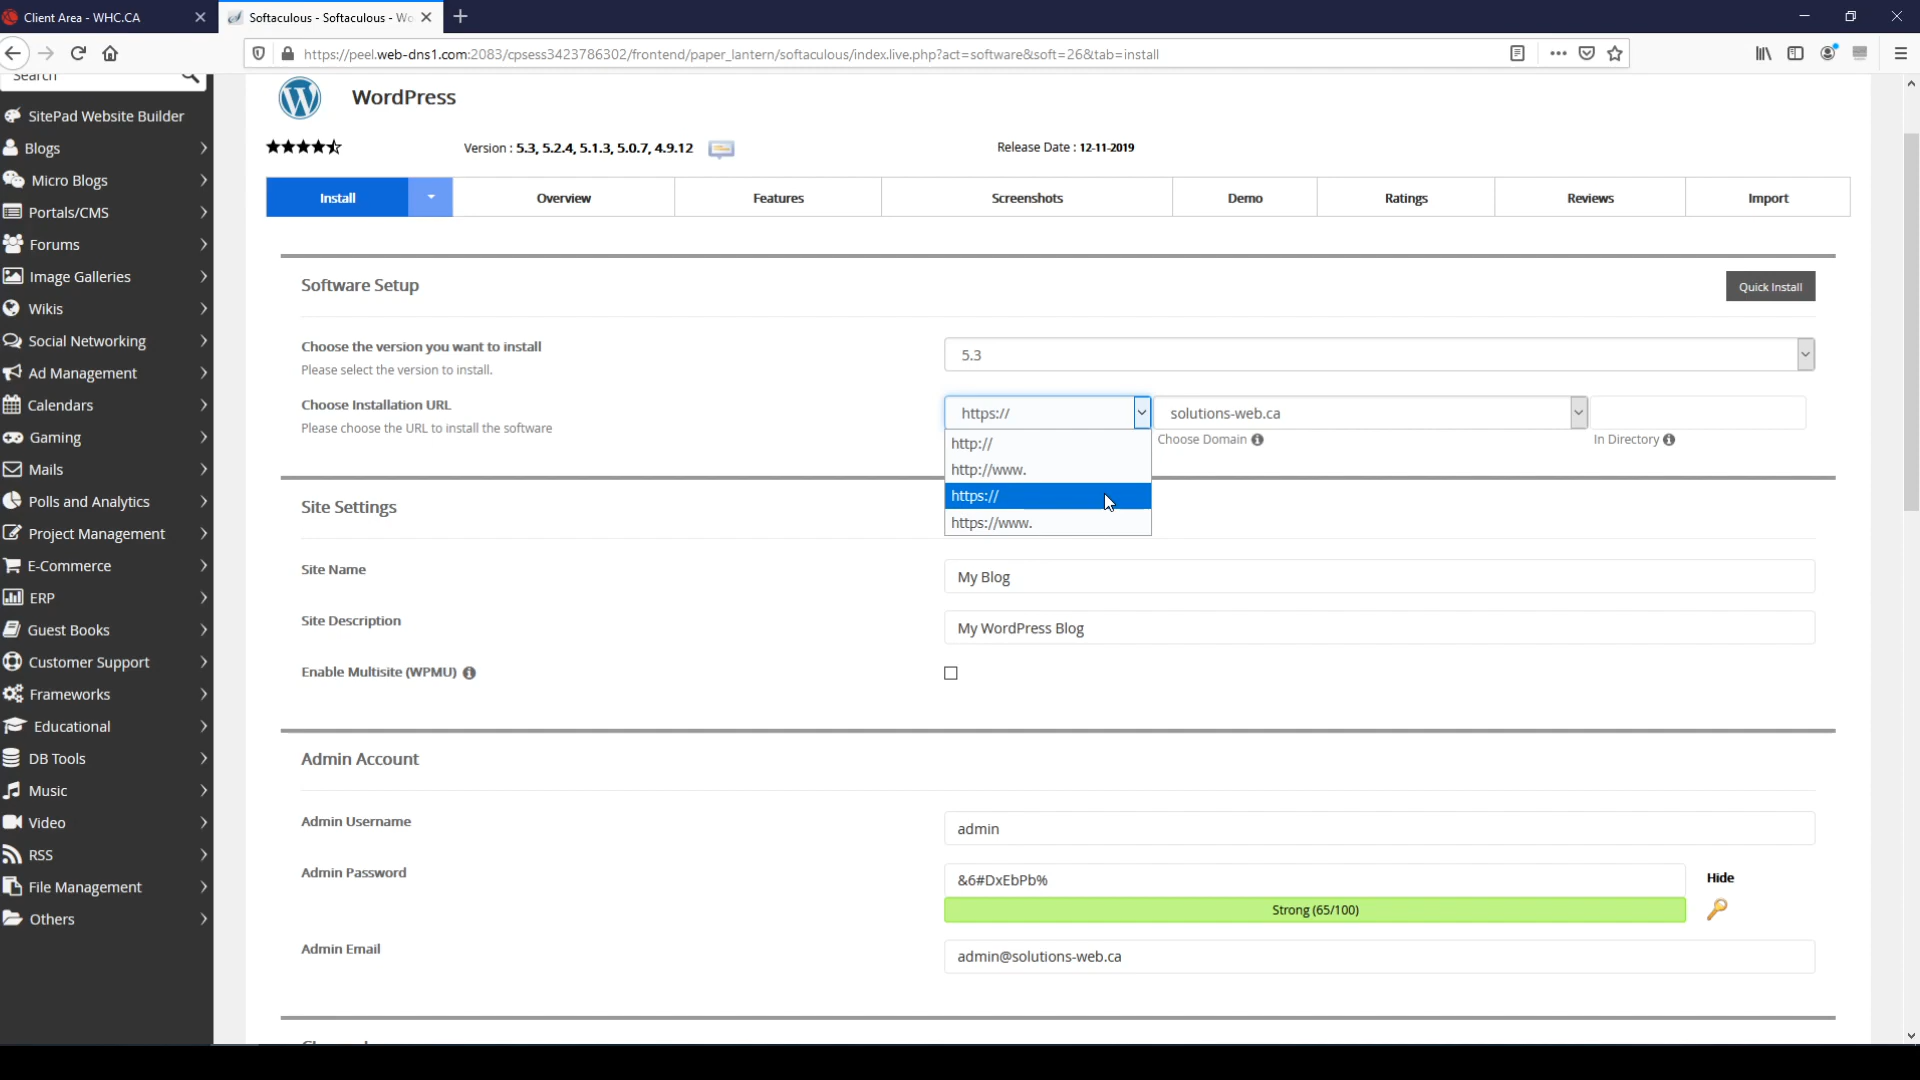 Client Area - WHC.CA
Softaculous - Softaculous - Wo
https://peel.web-dns1.com:2083/cpsess3423786302/frontend/paper_lantern/softaculous/index.live.php?act=software&soft=26&tab=install
Search
SitePad Website Builder
Blogs
Micro Blogs
Portals/CMS
Forums
Image Galleries
Wikis
Social Networking
Ad Management
Calendars
Gaming
Mails
Polls and Analytics
Project Management
E-Commerce
ERP
Guest Books
Customer Support
Frameworks
Educational
DB Tools
Music
Video
RSS
File Management
Others
WordPress
Version : 5.3, 5.2.4, 5.1.3, 5.0.7, 4.9.12
Release Date : 12-11-2019
Install Overview Features Screenshots Demo Ratings Reviews Import
Software Setup
Quick Install
Choose the version you want to install
Please select the version to install.
5.3
Choose Installation URL
Please choose the URL to install the software
https:// solutions-web.ca
Choose Domain In Directory
http://
http://www.
https://
https://www.
Site Settings
Site Name
My Blog
Site Description
My WordPress Blog
Enable Multisite (WPMU)
Admin Account
Admin Username
admin
Admin Password
&6#DxEbPb%
Hide
Strong (65/100)
Admin Email
admin@solutions-web.ca